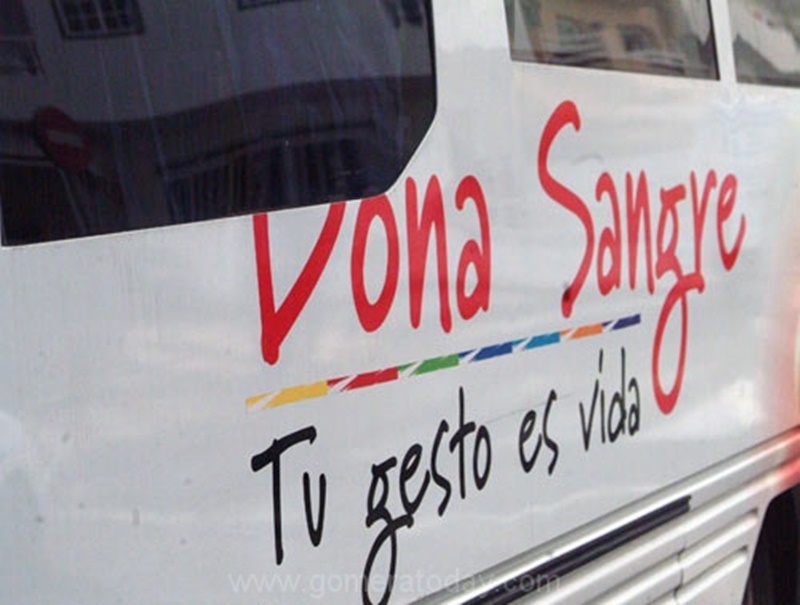 Dona Sangre
Tu gesto es vida
www.gomeratoday.com